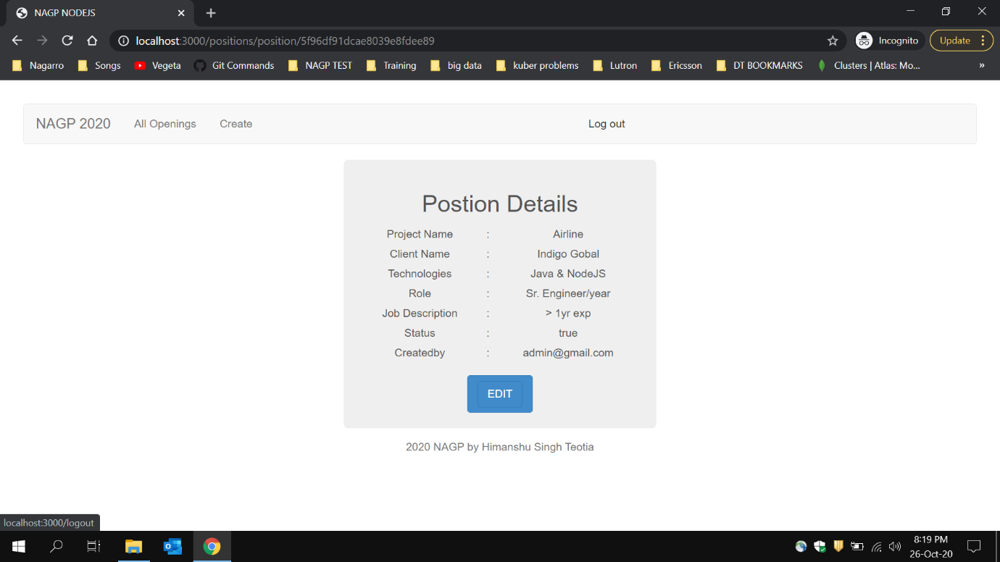 NAGP NODEJS
localhost:3000/positions/position/5f96df91dcae8039e8fdee89
Incognito
Update
Nagarro Songs Vegeta Git Commands NAGP TEST Training big data kuber problems Lutron Ericsson DT BOOKMARKS Clusters | Atlas: Mo... »
NAGP 2020 All Openings Create Log out
Postion Details
Project Name : Airline
Client Name : Indigo Gobal
Technologies : Java & NodeJS
Role : Sr. Engineer/year
Job Description : > 1yr exp
Status : true
Createdby : admin@gmail.com
EDIT
2020 NAGP by Himanshu Singh Teotia
localhost:3000/logout
8:19 PM
26-Oct-20